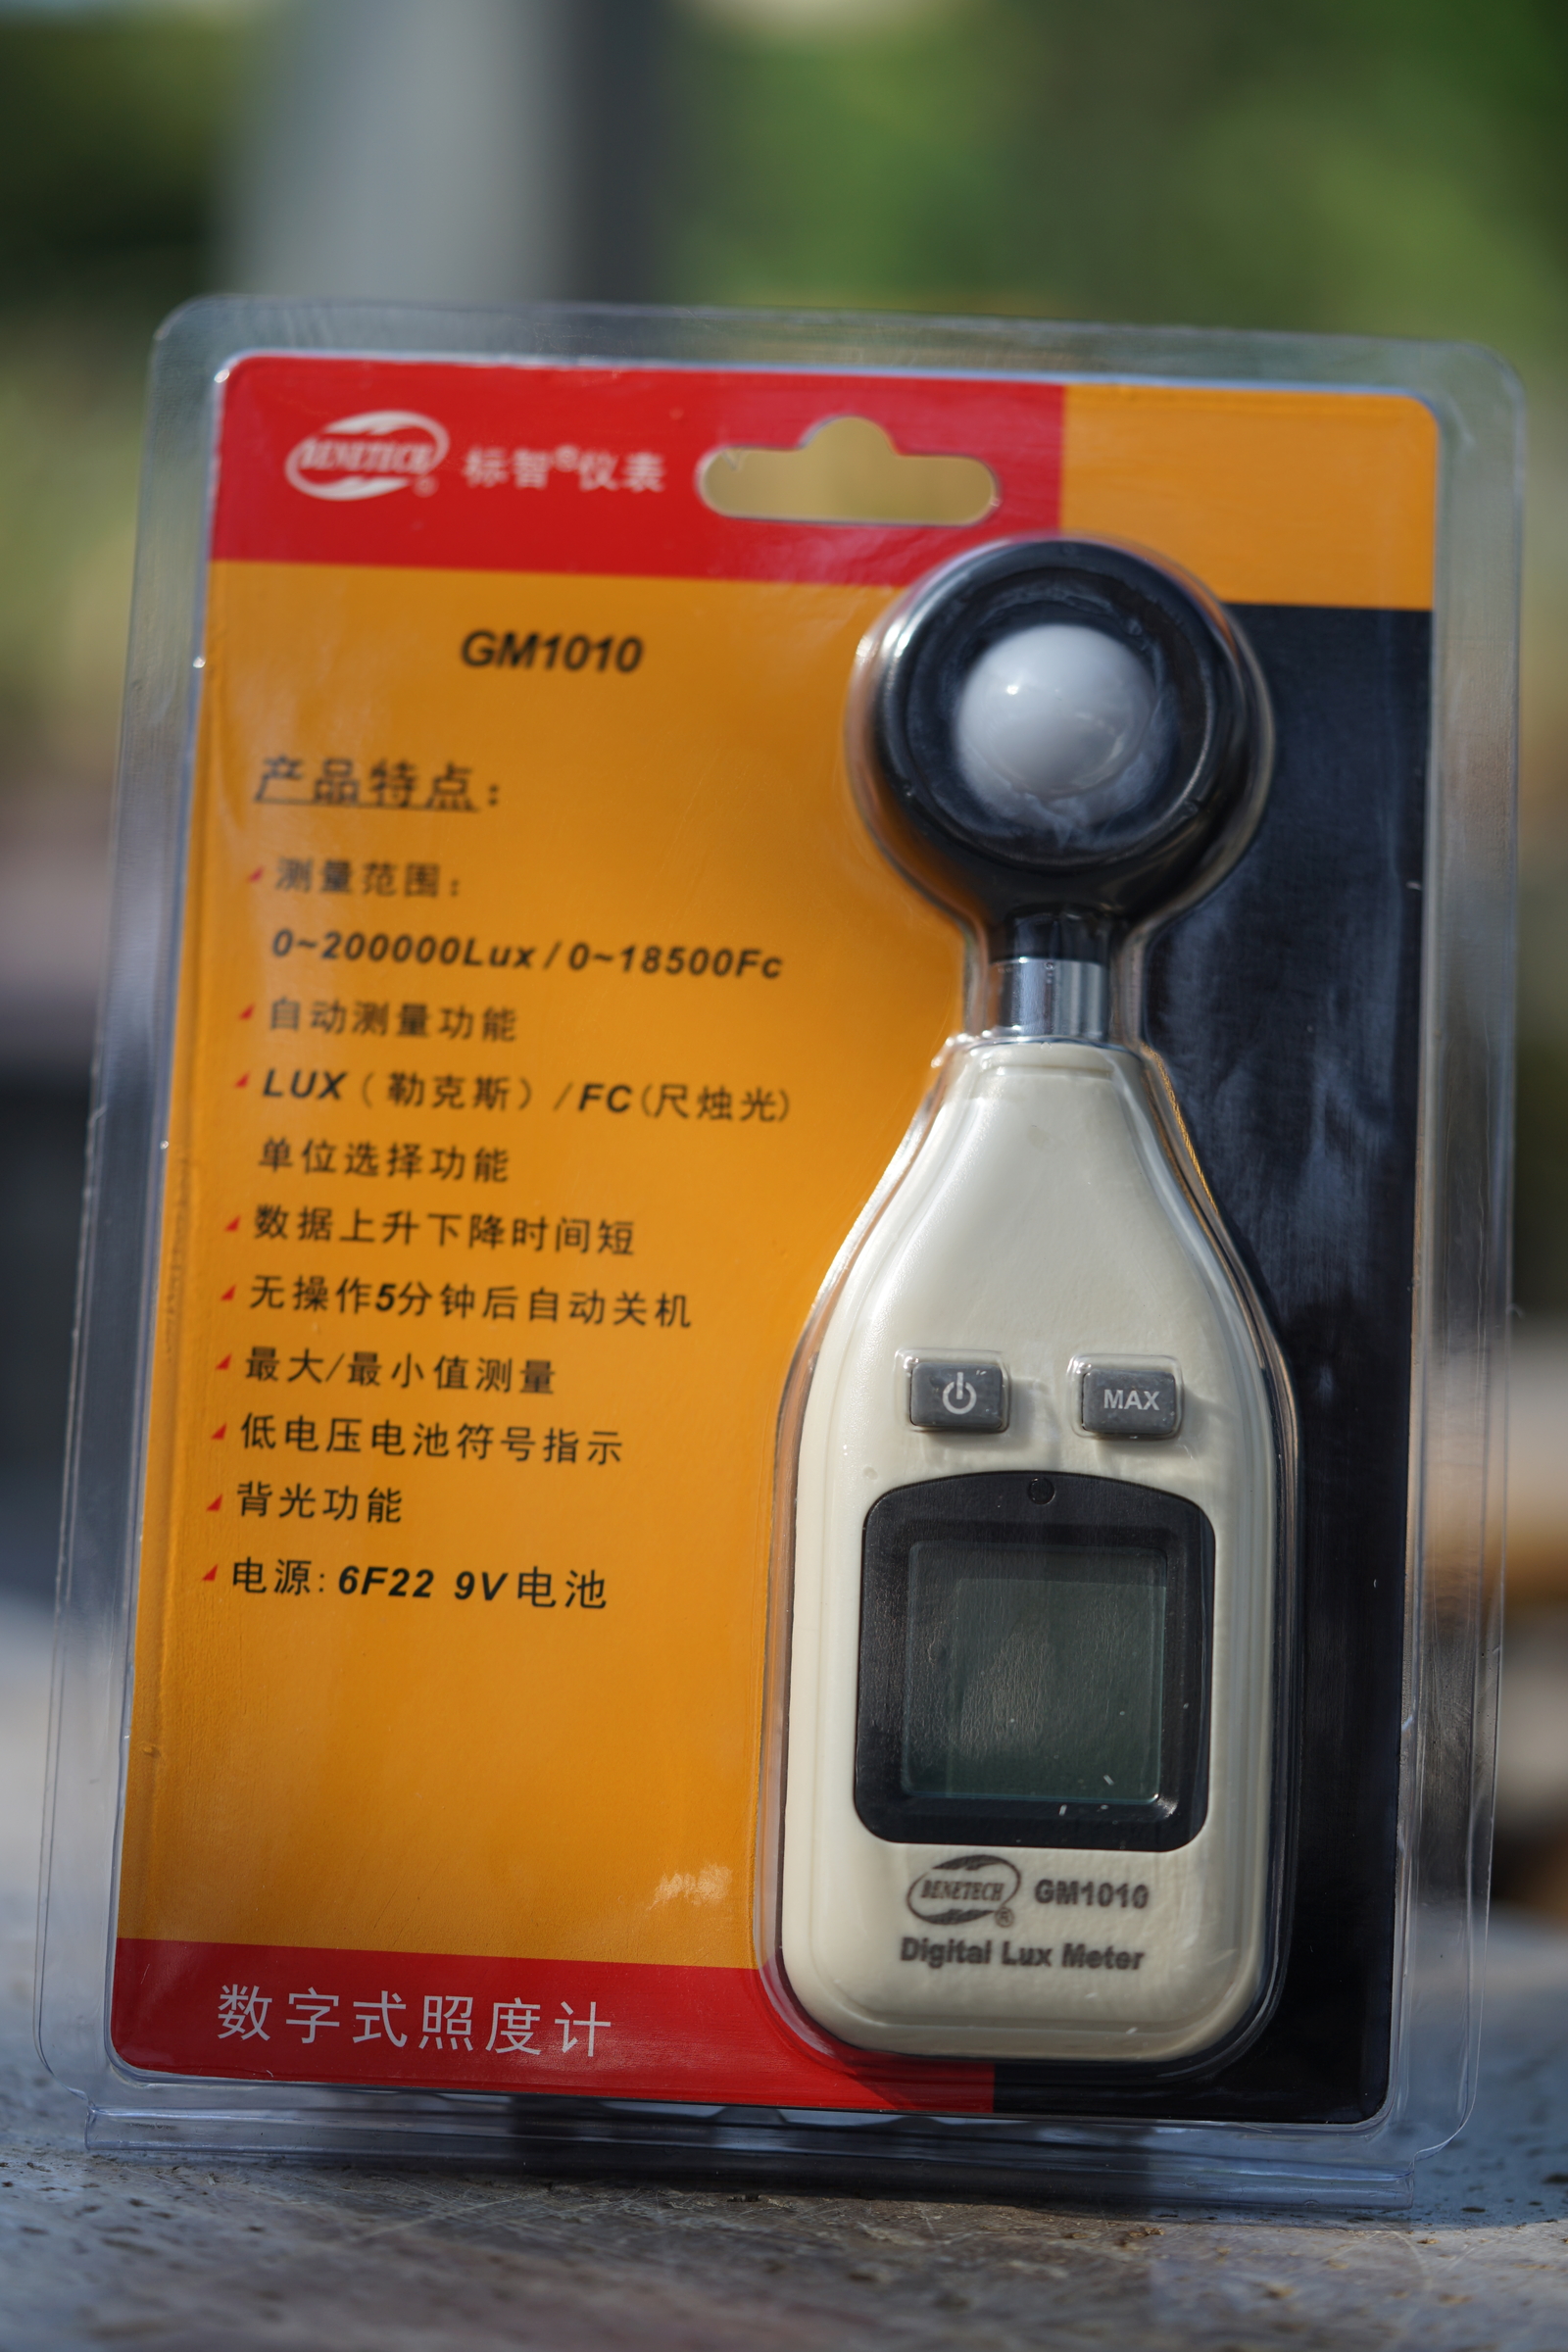 BENETECH® 标智®仪表
GM1010
产品特点：
测量范围：
0~200000Lux / 0~18500Fc
自动测量功能
LUX（勒克斯）/FC(尺烛光)
单位选择功能
数据上升下降时间短
无操作5分钟后自动关机
最大/最小值测量
低电压电池符号指示
背光功能
电源: 6F22 9V电池
数字式照度计
MAX
BENETECH® GM1010
Digital Lux Meter